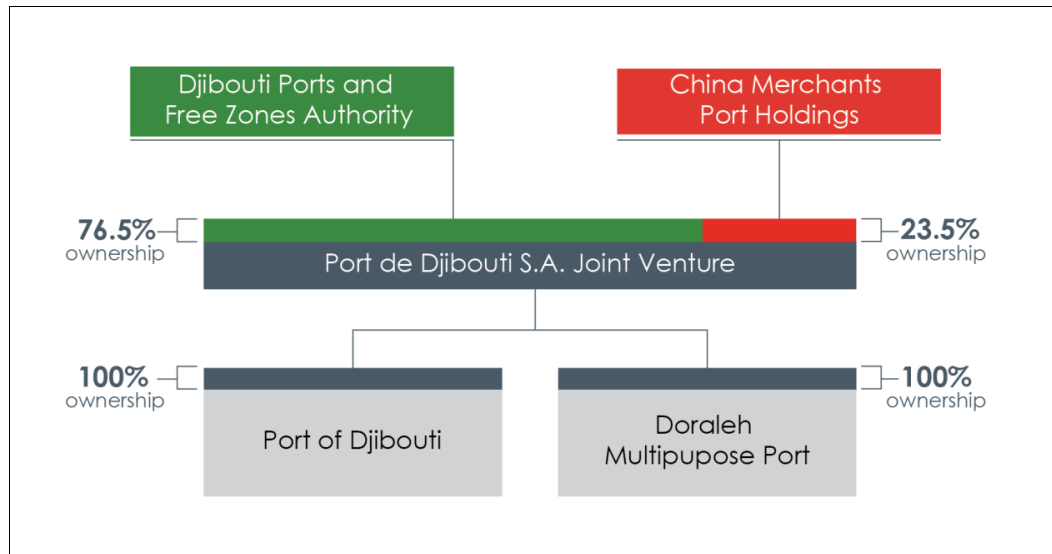 Djibouti Ports and
Free Zones Authority
China Merchants
Port Holdings
76.5%
ownership
23.5%
ownership
Port de Djibouti S.A. Joint Venture
100%
ownership
100%
ownership
Port of Djibouti
Doraleh
Multipupose Port